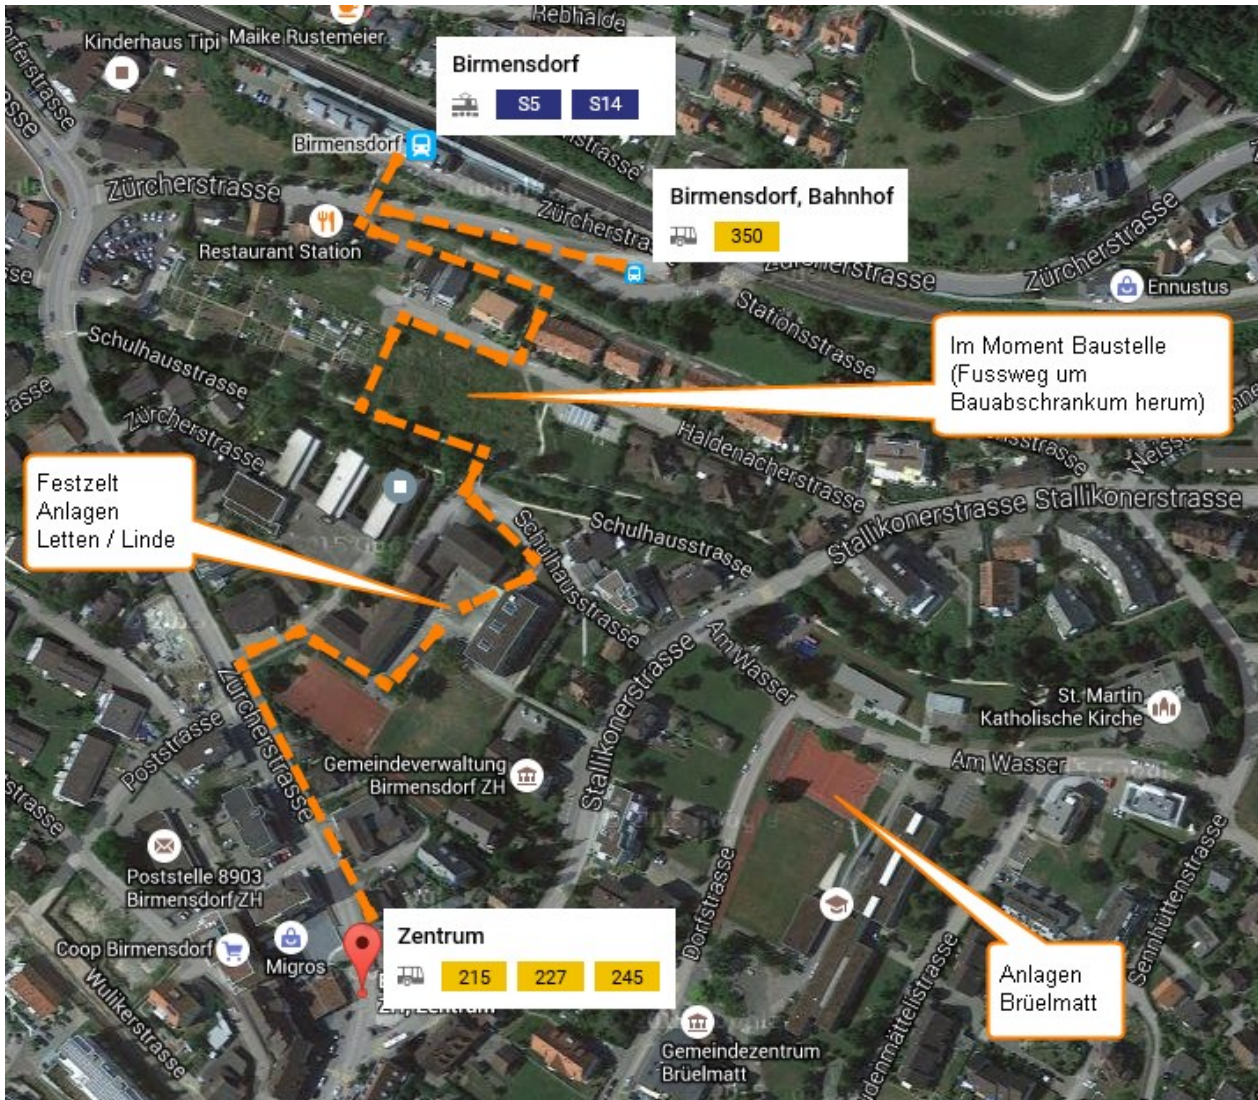 Rebhalde
Kinderhaus Tipi
Maike Rustemeier
Birmensdorf
S5 S14
Birmensdorf
Zürcherstrasse
Birmensdorf, Bahnhof
350
Zürcherstrasse
Zürcherstrasse
Restaurant Station
Ennustus
Stationsstrasse
Im Moment Baustelle
(Fussweg um
Bauabschrankum herum)
Schulhausstrasse
Zürcherstrasse
Haldenacherstrasse
Festzelt
Anlagen
Letten / Linde
Stallikonerstrasse
Stallikonerstrasse
Schulhausstrasse
Schulhausstrasse
Am Wasser
St. Martin
Katholische Kirche
Am Wasser
Zürcherstrasse
Poststrasse
Stallikonerstrasse
Gemeindeverwaltung
Birmensdorf ZH
Poststelle 8903
Birmensdorf ZH
Dorfstrasse
Sennhüttenstrasse
Coop Birmensdorf
Migros
Zentrum
215 227 245
Anlagen
Brüelmatt
Wulikerstrasse
Gemeindezentrum
Brüelmatt